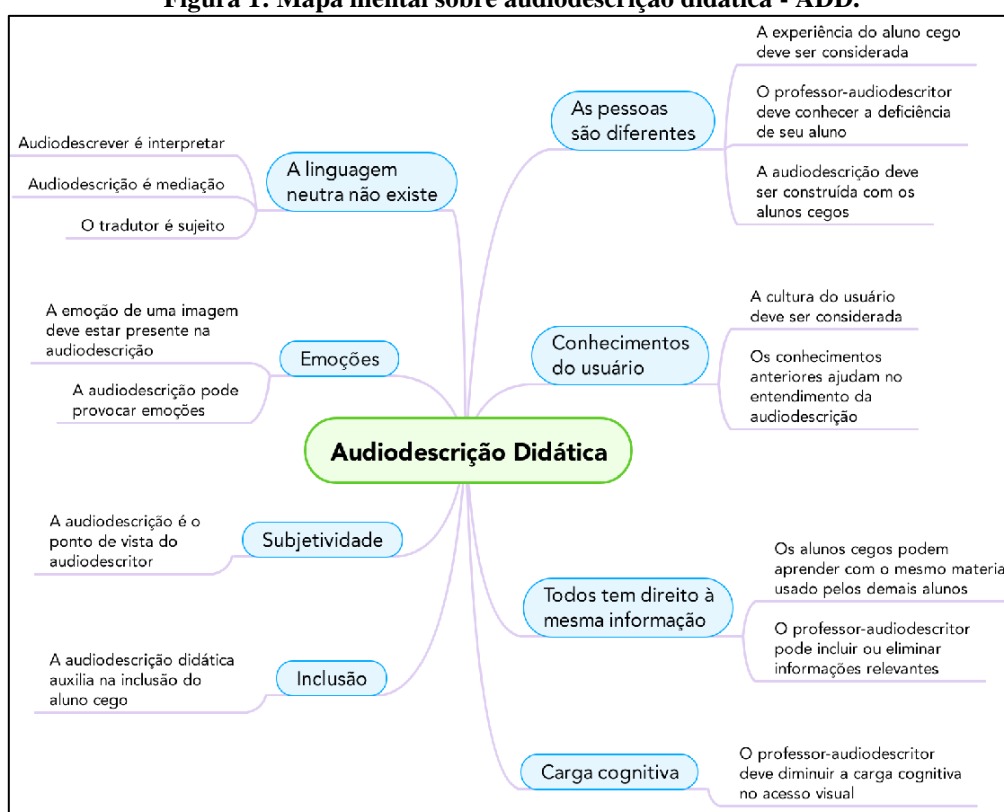 Figura 1: Mapa mental sobre audiodescrição didática - ADD.
A linguagem
neutra não existe
Audiodescrever é interpretar
Audiodescrição é mediação
O tradutor é sujeito
Emoções
A emoção de uma imagem
deve estar presente na
audiodescrição
A audiodescrição pode
provocar emoções
Audiodescrição Didática
Subjetividade
A audiodescrição é o
ponto de vista do
audiodescritor
Inclusão
A audiodescrição didática
auxilia na inclusão do
aluno cego
As pessoas
são diferentes
A experiência do aluno cego
deve ser considerada
O professor-audiodescritor
deve conhecer a deficiência
de seu aluno
A audiodescrição deve
ser construída com os
alunos cegos
Conhecimentos
do usuário
A cultura do usuário
deve ser considerada
Os conhecimentos
anteriores ajudam no
entendimento da
audiodescrição
Todos tem direito à
mesma informação
Os alunos cegos podem
aprender com o mesmo materia
usado pelos demais alunos
O professor-audiodescritor
pode incluir ou eliminar
informações relevantes
Carga cognitiva
O professor-audiodescritor
deve diminuir a carga cognitiva
no acesso visual